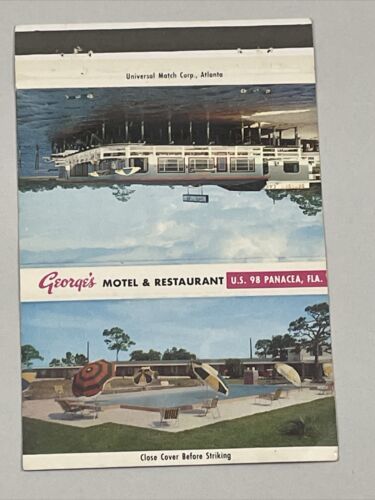 Universal Match Corp., Atlanta
George's MOTEL & RESTAURANT U.S. 98 PANACEA, FLA.
Close Cover Before Striking